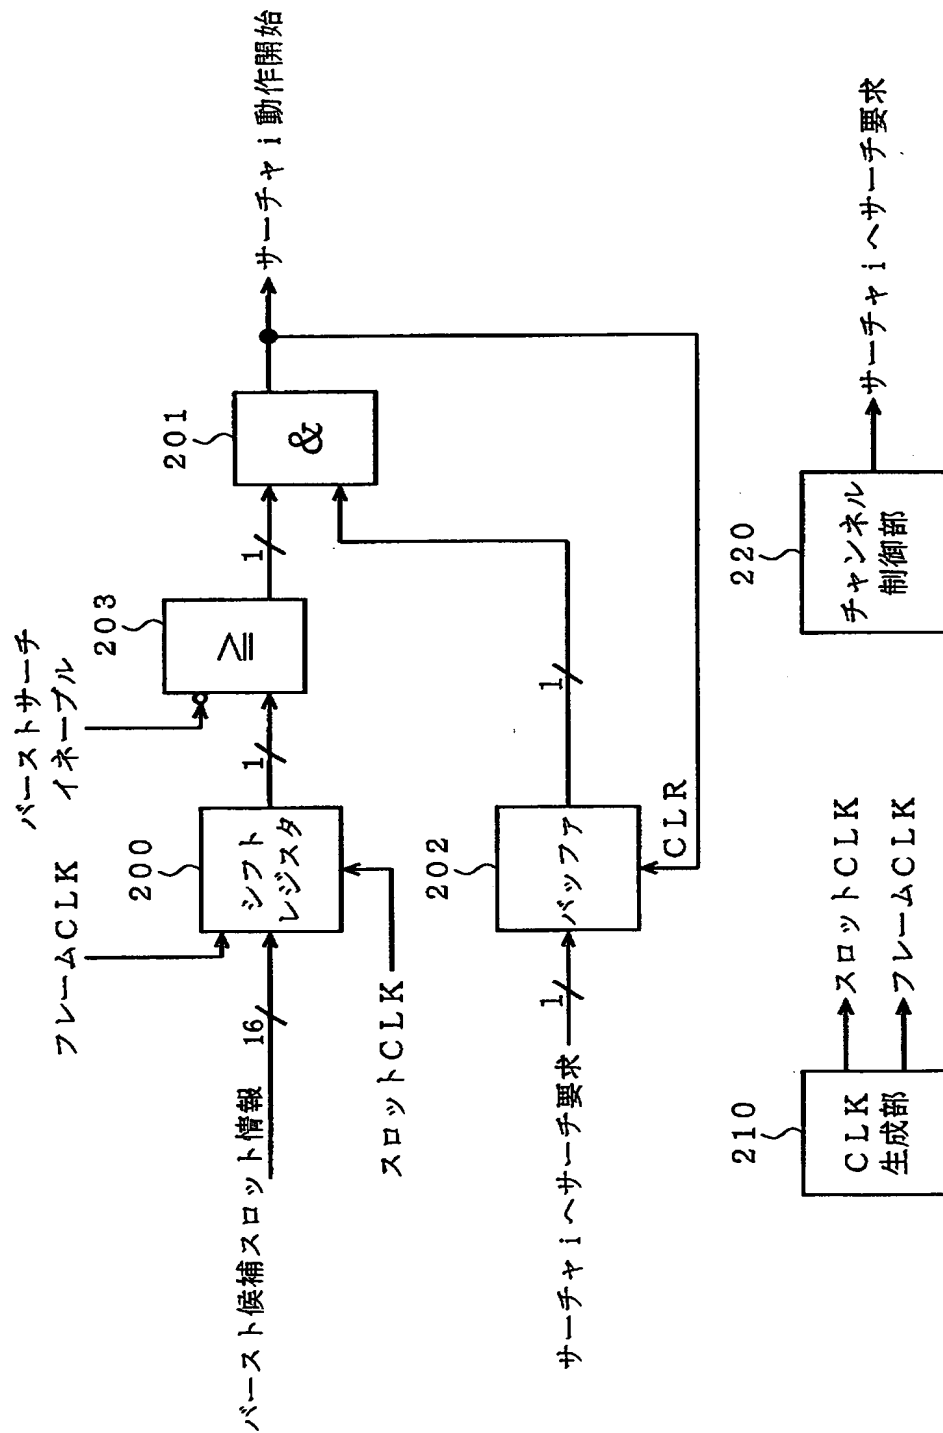 バースト候補スロット情報
16
フレームCLK
スロットCLK
200
シフト
レジスタ
1
バーストサーチ
イネーブル
203
≧
1
201
&
サーチャi動作開始
サーチャiへサーチ要求
1
202
バッファ
CLR
1
210
CLK
生成部
スロットCLK
フレームCLK
220
チャンネル
制御部
サーチャiへサーチ要求